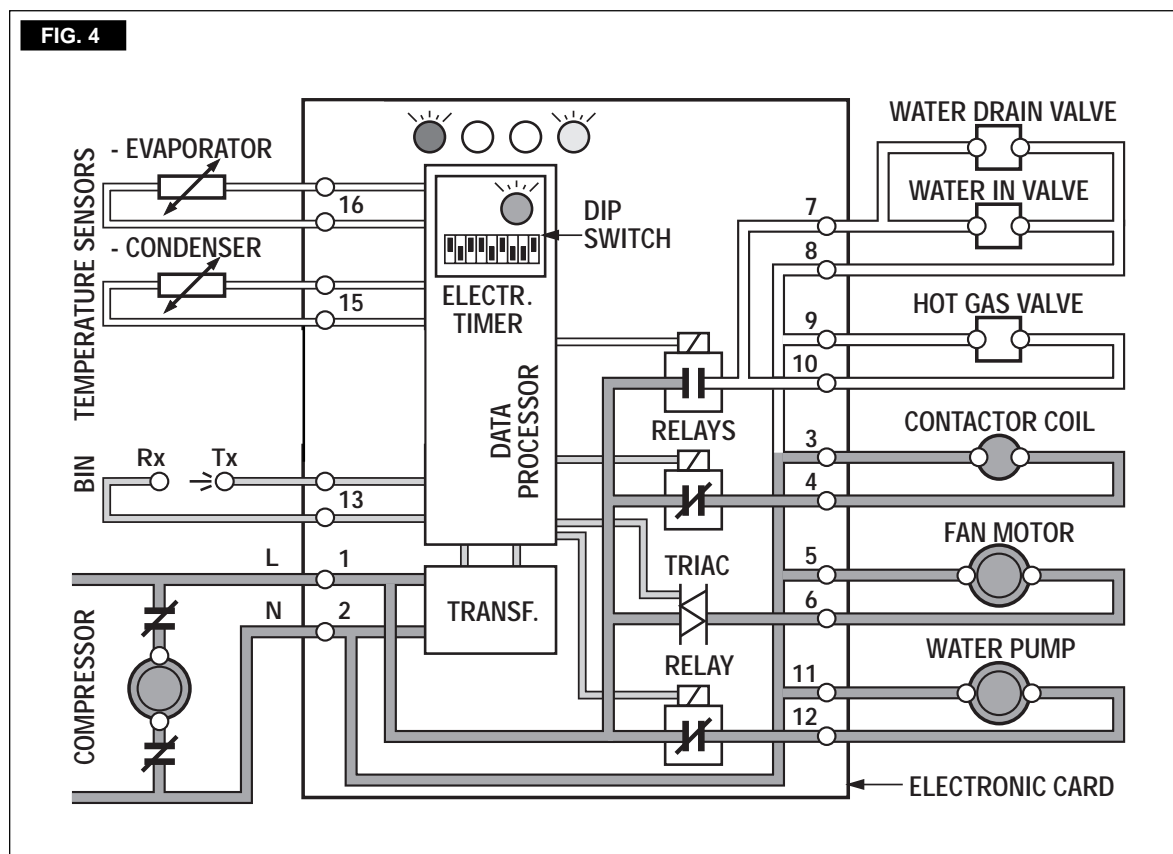 FIG. 4
WATER DRAIN VALVE
- EVAPORATOR
16
DIP
SWITCH
7
WATER IN VALVE
TEMPERATURE SENSORS
- CONDENSER
15
ELECTR.
TIMER
8
HOT GAS VALVE
9
10
DATA
PROCESSOR
RELAYS
CONTACTOR COIL
3
4
BIN
Rx
Tx
13
FAN MOTOR
TRIAC
5
6
L
1
N
2
TRANSF.
COMPRESSOR
RELAY
WATER PUMP
11
12
ELECTRONIC CARD